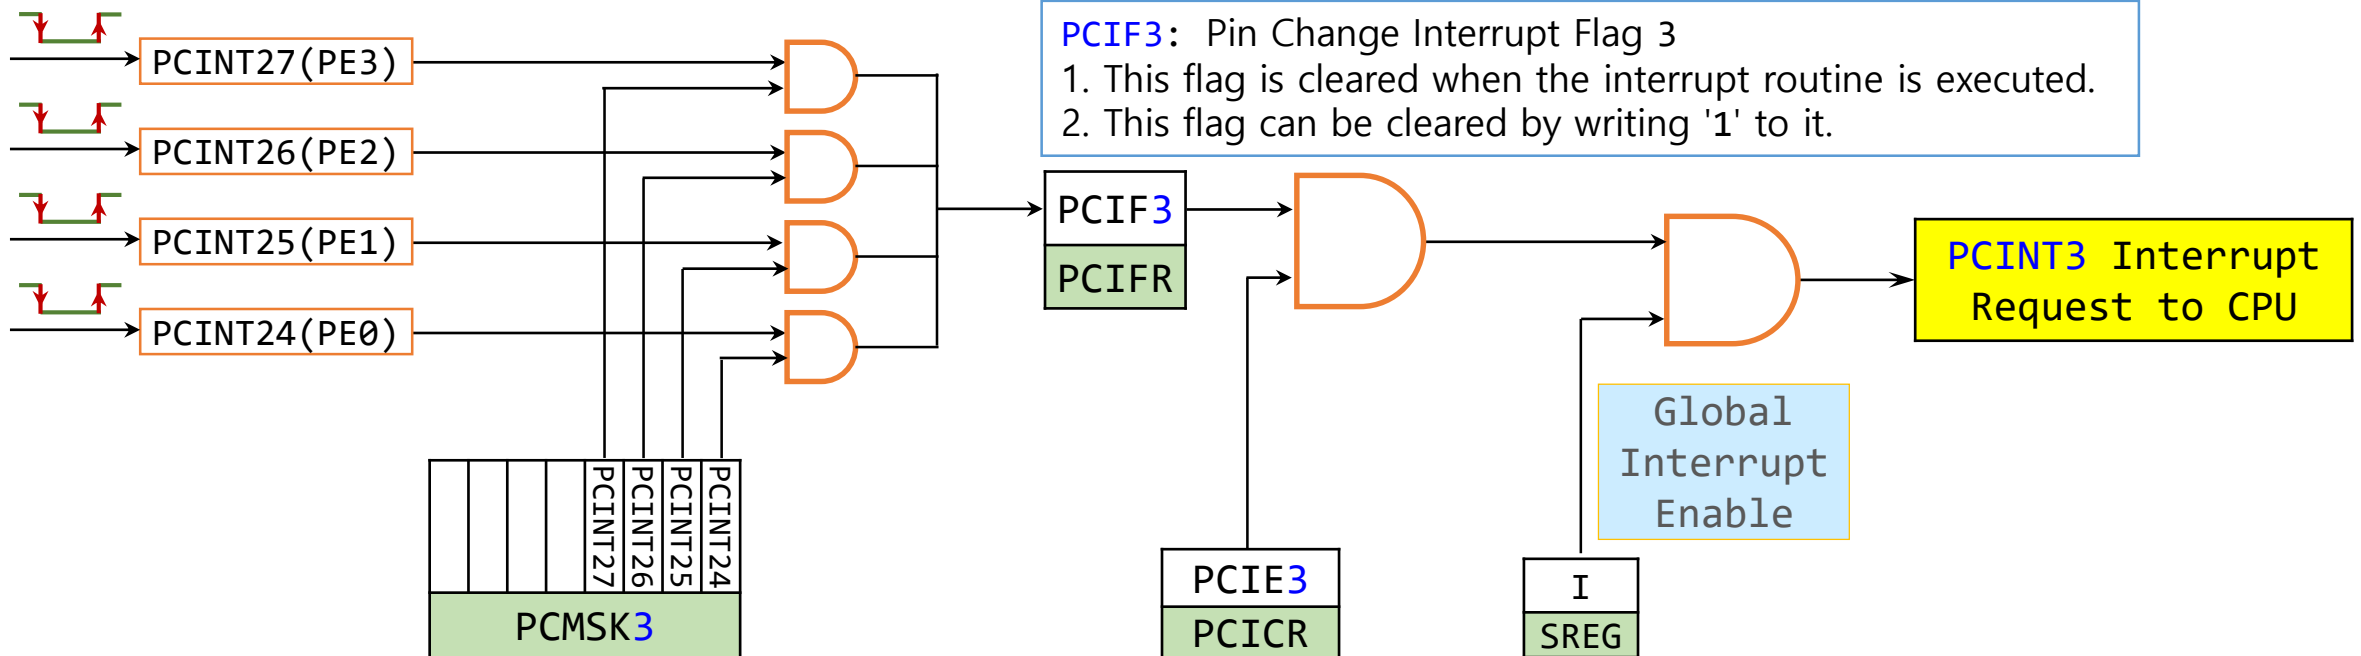 PCIF3: Pin Change Interrupt Flag 3
1. This flag is cleared when the interrupt routine is executed.
2. This flag can be cleared by writing '1' to it.
PCINT27(PE3)
PCINT26(PE2)
PCINT25(PE1)
PCINT24(PE0)
PCIF3
PCIFR
PCINT3 Interrupt
Request to CPU
Global
Interrupt
Enable
PCINT27
PCINT26
PCINT25
PCINT24
PCMSK3
PCIE3
PCICR
I
SREG